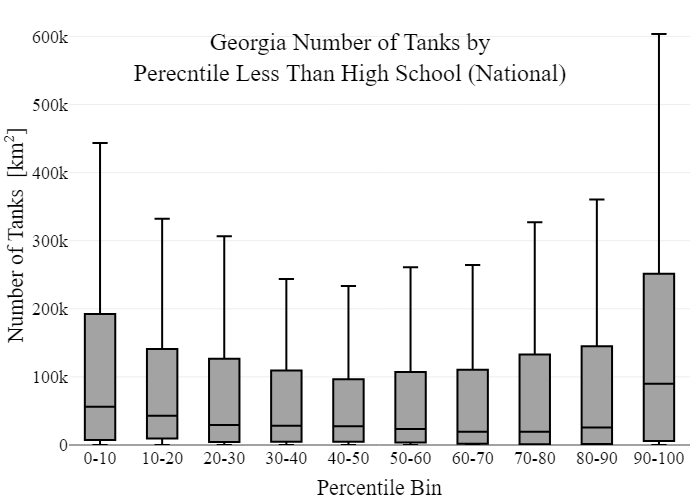 Georgia Number of Tanks by
Perecntile Less Than High School (National)
Number of Tanks [km²]
600k
500k
400k
300k
200k
100k
0
0-10 10-20 20-30 30-40 40-50 50-60 60-70 70-80 80-90 90-100
Percentile Bin